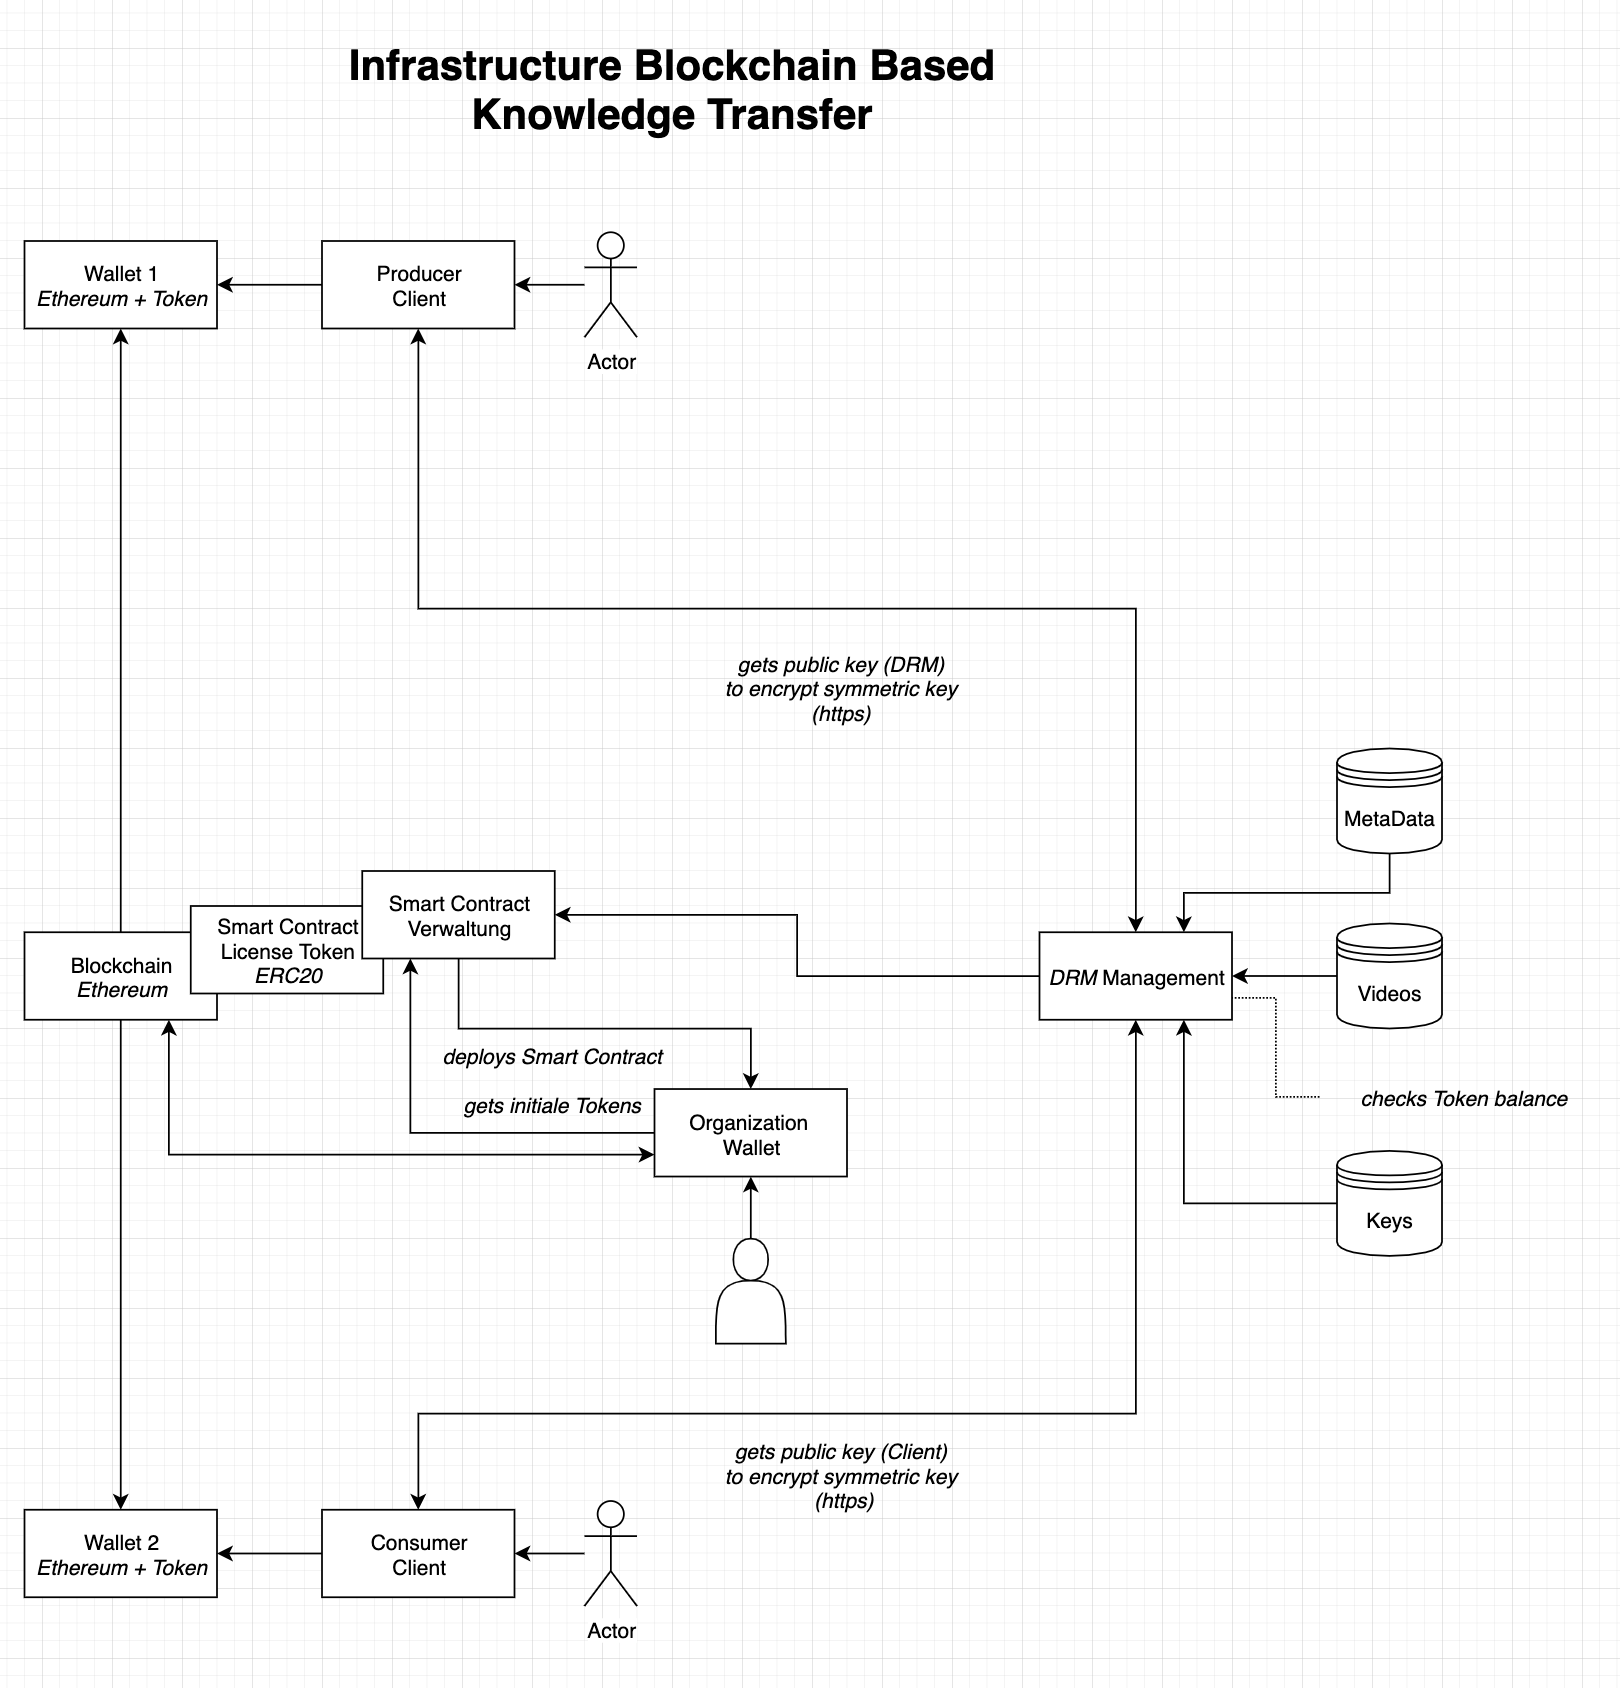 Infrastructure Blockchain Based
Knowledge Transfer
Wallet 1
Ethereum + Token
Producer
Client
Actor
gets public key (DRM)
to encrypt symmetric key
(https)
MetaData
Smart Contract
Verwaltung
Smart Contract
License Token
ERC20
Blockchain
Ethereum
DRM Management
Videos
deploys Smart Contract
gets initiale Tokens
Organization
Wallet
checks Token balance
Keys
gets public key (Client)
to encrypt symmetric key
(https)
Wallet 2
Ethereum + Token
Consumer
Client
Actor